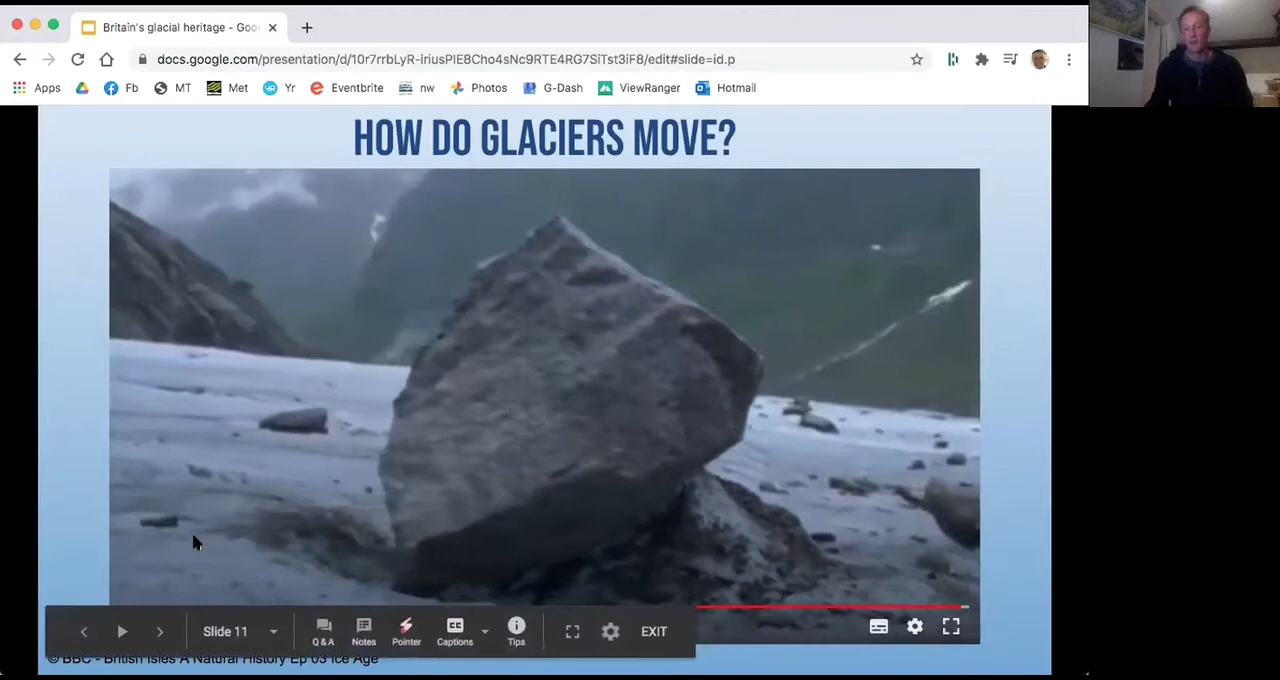 Britain's glacial heritage - Goo
docs.google.com/presentation/d/10r7rrbLyR-iriusPlE8Cho4sNc9RTE4RG7SiTst3iF8/edit#slide=id.p
Apps Fb MT Met Yr Eventbrite nw Photos G-Dash ViewRanger Hotmail
HOW DO GLACIERS MOVE?
Slide 11 Q & A Notes Pointer Captions Tips EXIT
© BBC - British Isles A Natural History Ep 03 Ice Age